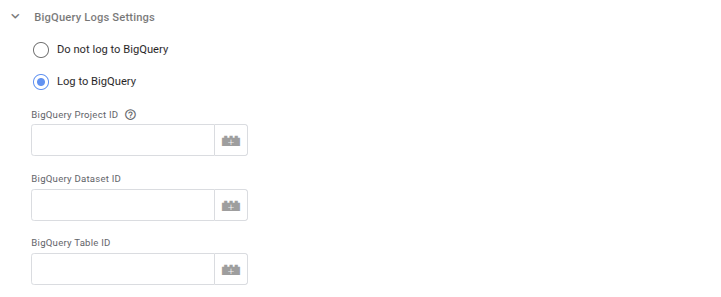 BigQuery Logs Settings
Do not log to BigQuery
Log to BigQuery
BigQuery Project ID
BigQuery Dataset ID
BigQuery Table ID